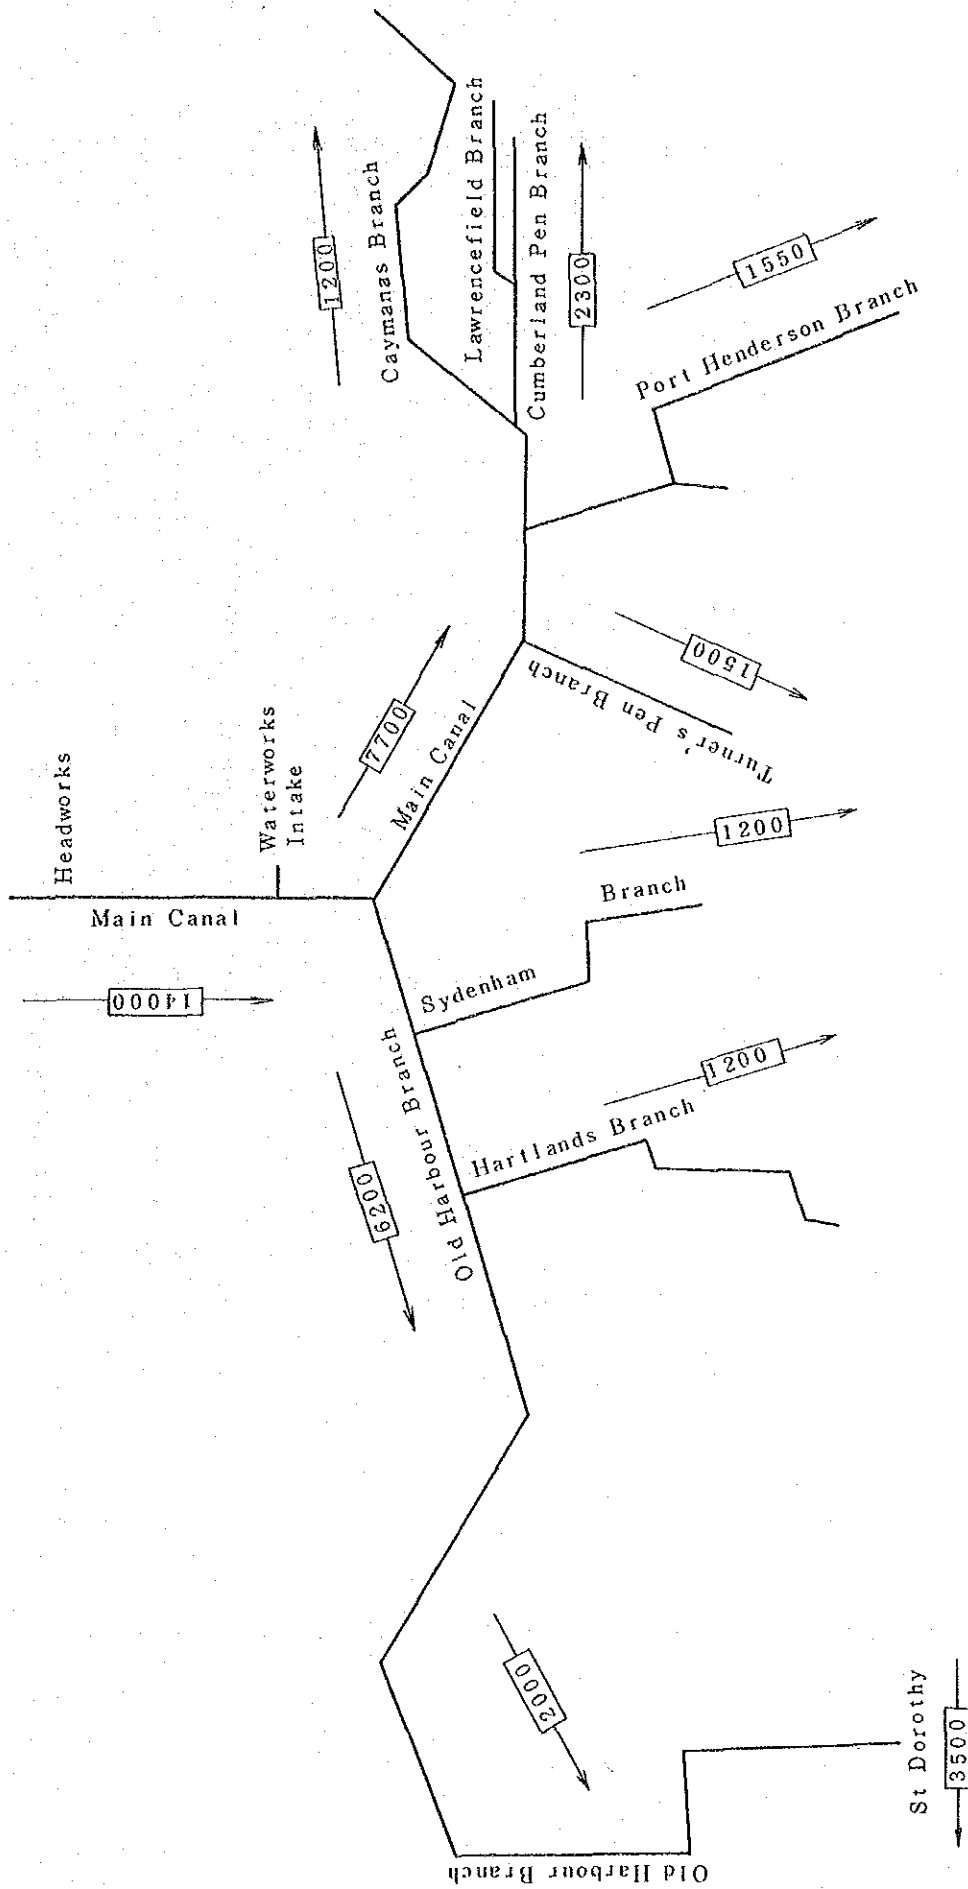 Headworks
Main Canal
Waterworks
Intake
14000
7700
Main Canal
1200
Caymanas Branch
Lawrencefield Branch
Cumberland Pen Branch
2300
1550
Port Henderson Branch
1500
Turner's Pen Branch
1200
Sydenham
Branch
6200
Old Harbour Branch
1200
Hartlands Branch
2000
Old Harbour Branch
St Dorothy
3500